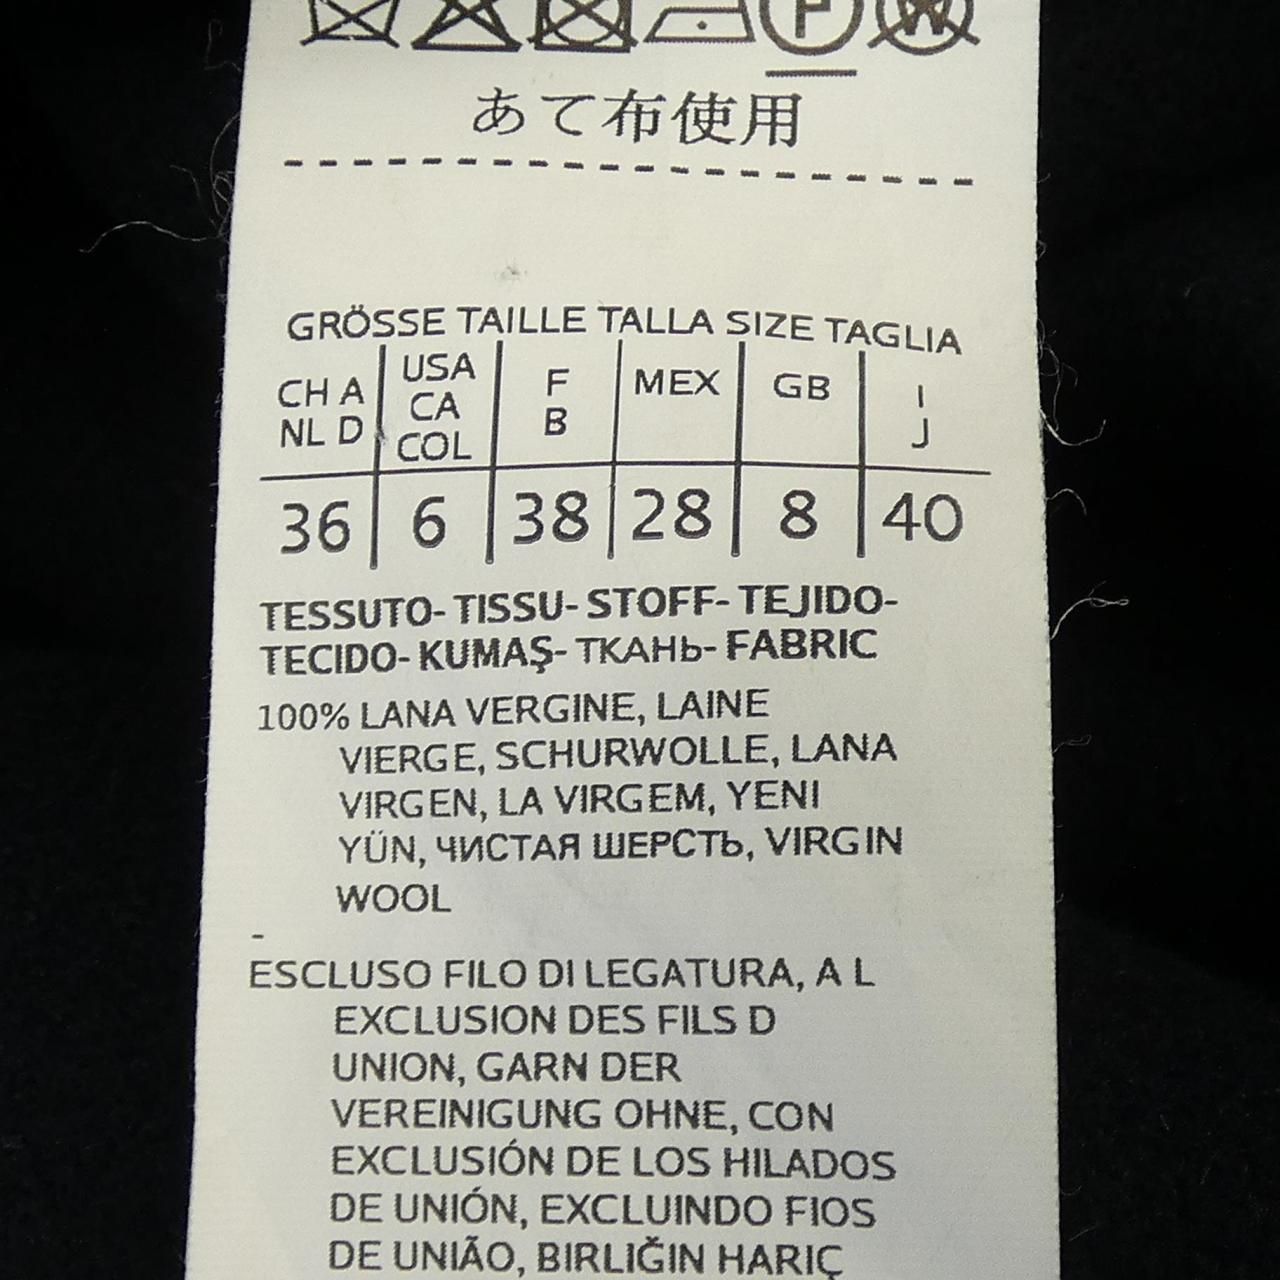 P W
あて布使用
GRÖSSE TAILLE TALLA SIZE TAGLIA
CH A NL D USA CA COL F B MEX GB I J
36 6 38 28 8 40
TESSUTO- TISSU- STOFF- TEJIDO-
TECIDO- KUMAŞ- ТКАНЬ- FABRIC
100% LANA VERGINE, LAINE
VIERGE, SCHURWOLLE, LANA
VIRGEN, LA VIRGEM, YENI
YÜN, ЧИСТАЯ ШЕРСТЬ, VIRGIN
WOOL
-
ESCLUSO FILO DI LEGATURA, A L
EXCLUSION DES FILS D
UNION, GARN DER
VEREINIGUNG OHNE, CON
EXCLUSIÓN DE LOS HILADOS
DE UNIÓN, EXCLUINDO FIOS
DE UNIÃO, BIRLIĞIN HARIÇ